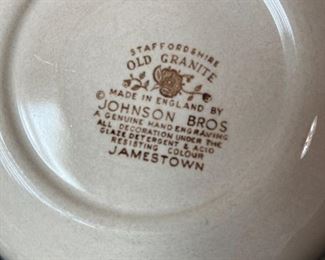 STAFFORDSHIRE
OLD GRANITE
© MADE IN ENGLAND BY
JOHNSON BROS
A GENUINE HAND ENGRAVING
ALL DECORATION UNDER THE
GLAZE DETERGENT & ACID
RESISTING COLOUR
JAMESTOWN